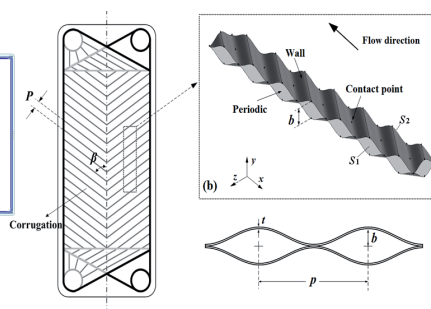 P
β
Corrugation
Wall
Flow direction
Periodic
Contact point
b
S2
S1
y
z
x
(b)
t
b
p